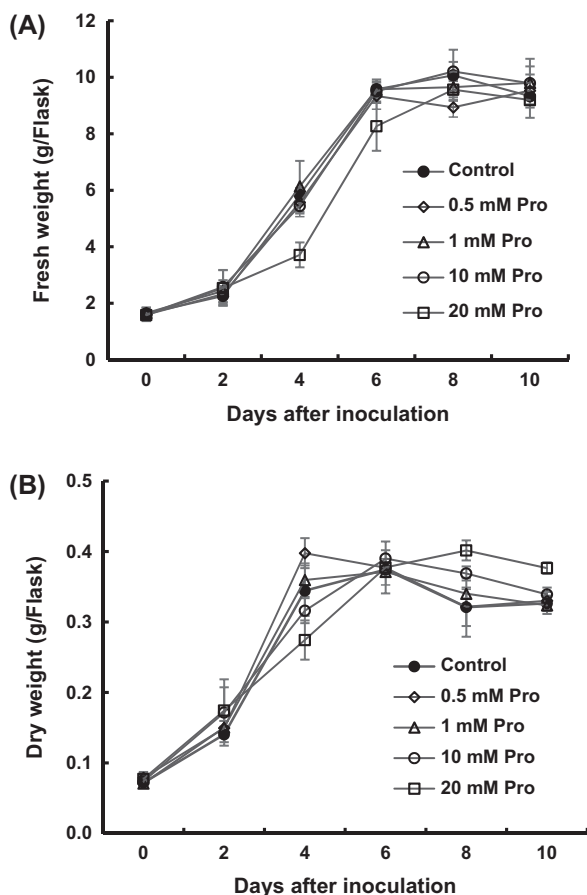 (A)
Fresh weight (g/Flask)
12
10
8
6
4
2
0
Control
0.5 mM Pro
1 mM Pro
10 mM Pro
20 mM Pro
0 2 4 6 8 10
Days after inoculation
(B)
Dry weight (g/Flask)
0.5
0.4
0.3
0.2
0.1
0.0
Control
0.5 mM Pro
1 mM Pro
10 mM Pro
20 mM Pro
0 2 4 6 8 10
Days after inoculation